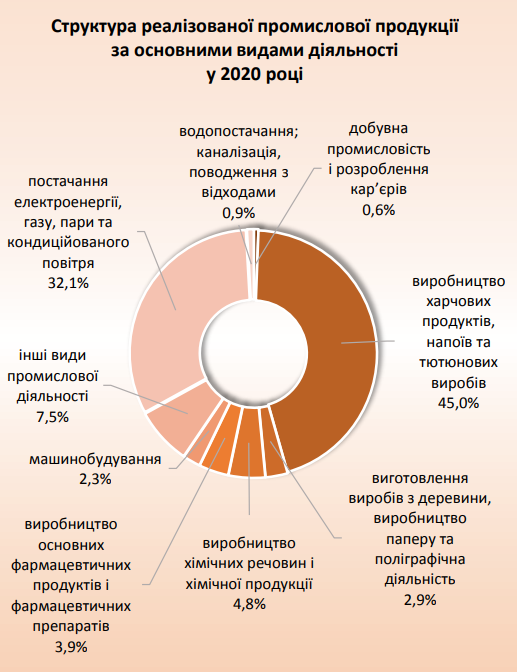 Структура реалізованої промислової продукції
за основними видами діяльності
у 2020 році
водопостачання;
каналізація,
поводження з
відходами
0,9%
добувна
промисловість
і розроблення
кар’єрів
0,6%
постачання
електроенергії,
газу, пари та
кондиційованого
повітря
32,1%
виробництво
харчових
продуктів,
напоїв та
тютюнових
виробів
45,0%
інші види
промислової
діяльності
7,5%
машинобудування
2,3%
виробництво
основних
фармацевтичних
продуктів і
фармацевтичних
препаратів
3,9%
виробництво
хімічних речовин і
хімічної продукції
4,8%
виготовлення
виробів з деревини,
виробництво
паперу та
поліграфічна
діяльність
2,9%